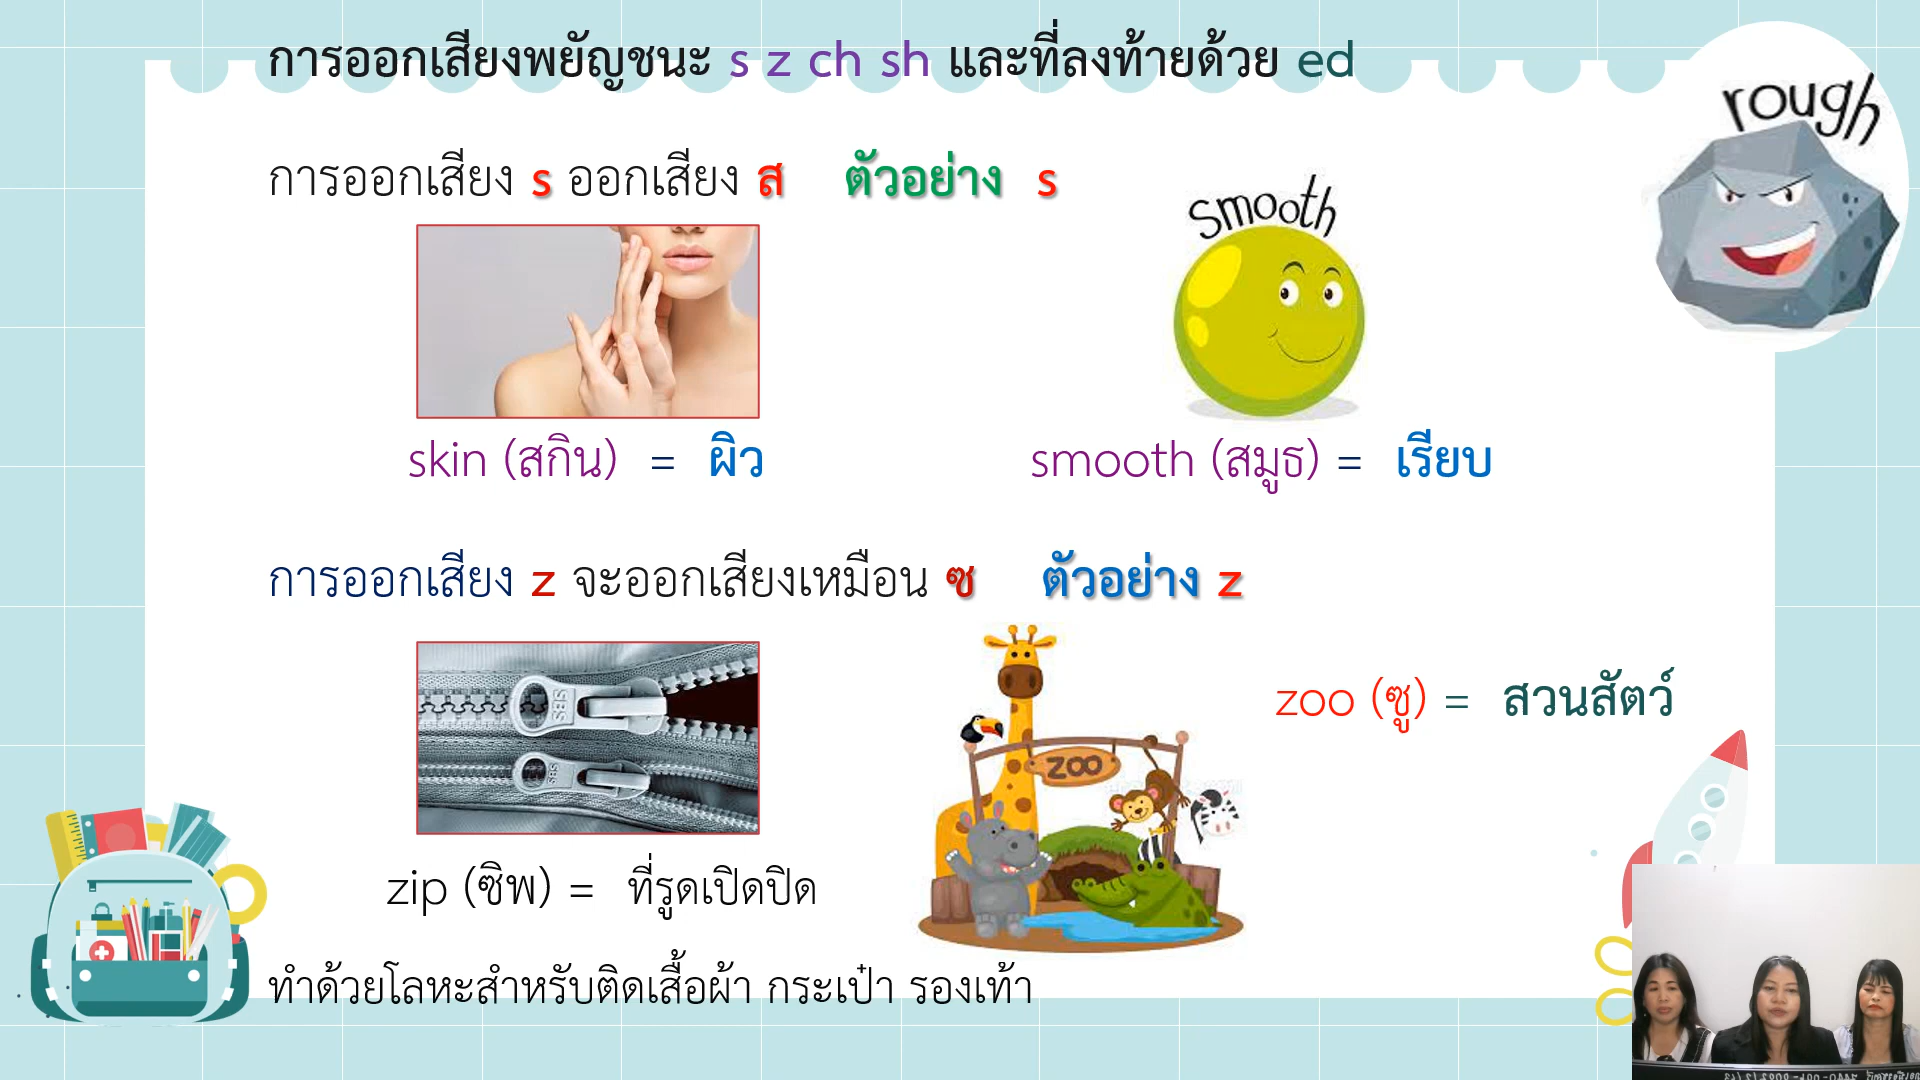 การออกเสียงพยัญชนะ s z ch sh และที่ลงท้ายด้วย ed
rough
การออกเสียง s ออกเสียง ส ตัวอย่าง s
smooth
skin (สกิน) = ผิว
smooth (สมูธ) = เรียบ
การออกเสียง z จะออกเสียงเหมือน ซ ตัวอย่าง z
SBS
SBS
ZOO
zoo (ซู) = สวนสัตว์
zip (ซิพ) = ที่รูดเปิดปิด
ทำด้วยโลหะสำหรับติดเสื้อผ้า กระเป๋า รองเท้า